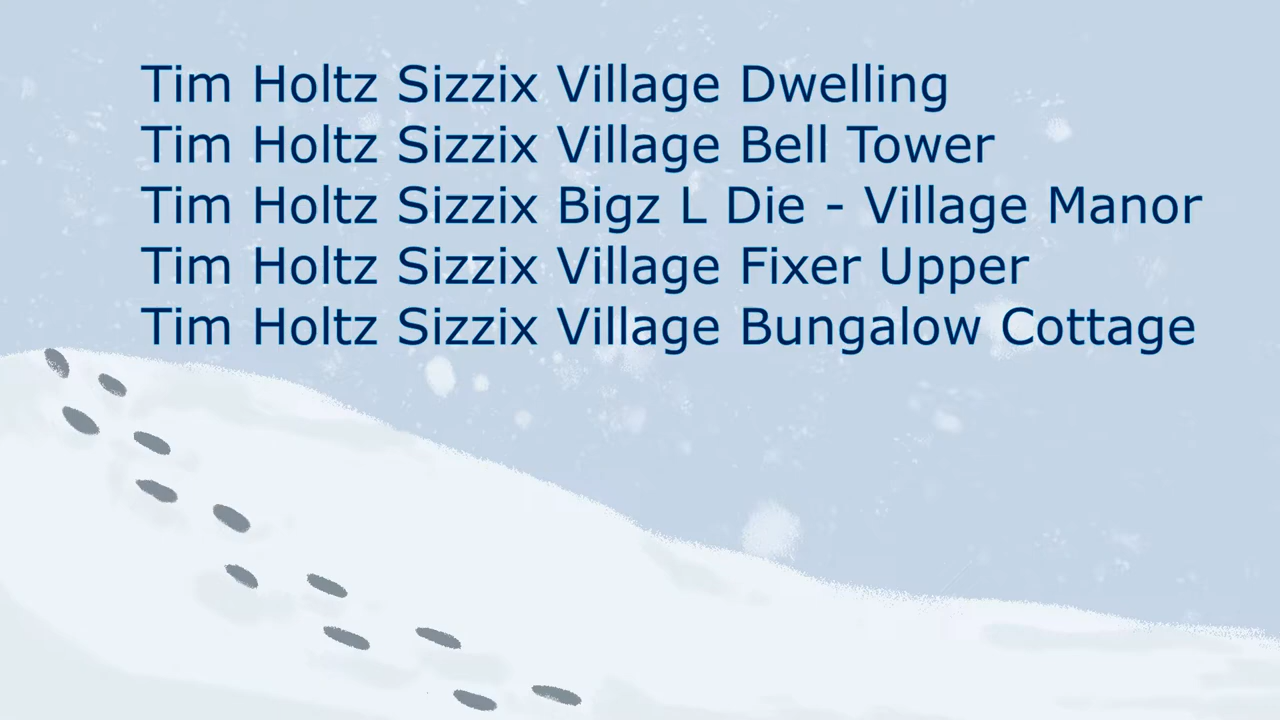 Tim Holtz Sizzix Village Dwelling
Tim Holtz Sizzix Village Bell Tower
Tim Holtz Sizzix Bigz L Die - Village Manor
Tim Holtz Sizzix Village Fixer Upper
Tim Holtz Sizzix Village Bungalow Cottage